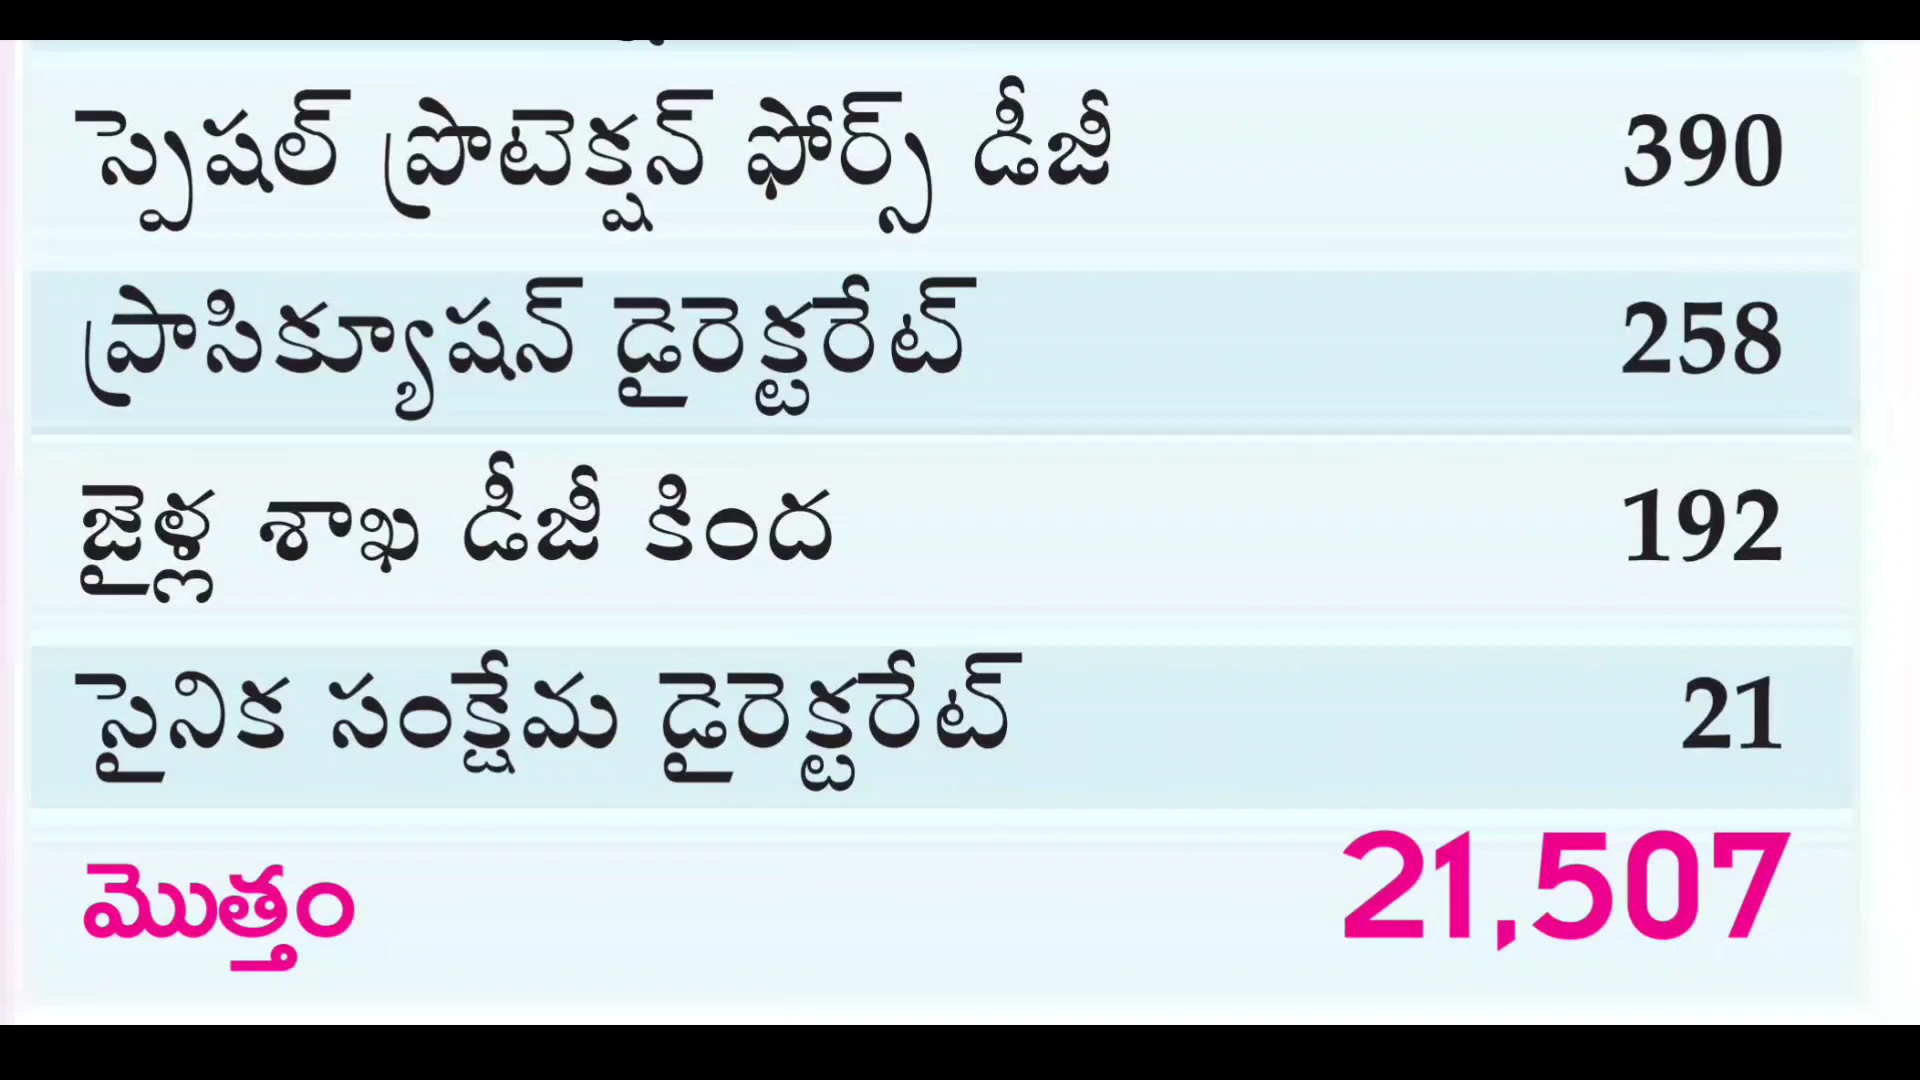 స్పెషల్ ప్రొటెక్షన్ ఫోర్స్ డీజీ 390
ప్రాసిక్యూషన్ డైరెక్టరేట్ 258
జైళ్ల శాఖ డీజీ కింద 192
సైనిక సంక్షేమ డైరెక్టరేట్ 21
మొత్తం 21,507